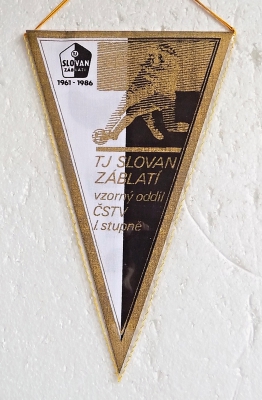 SLOVAN
ZÁBLATÍ
1961 - 1986
TJ SLOVAN
ZÁBLATÍ
vzorný oddíl
ČSTV
I. stupně